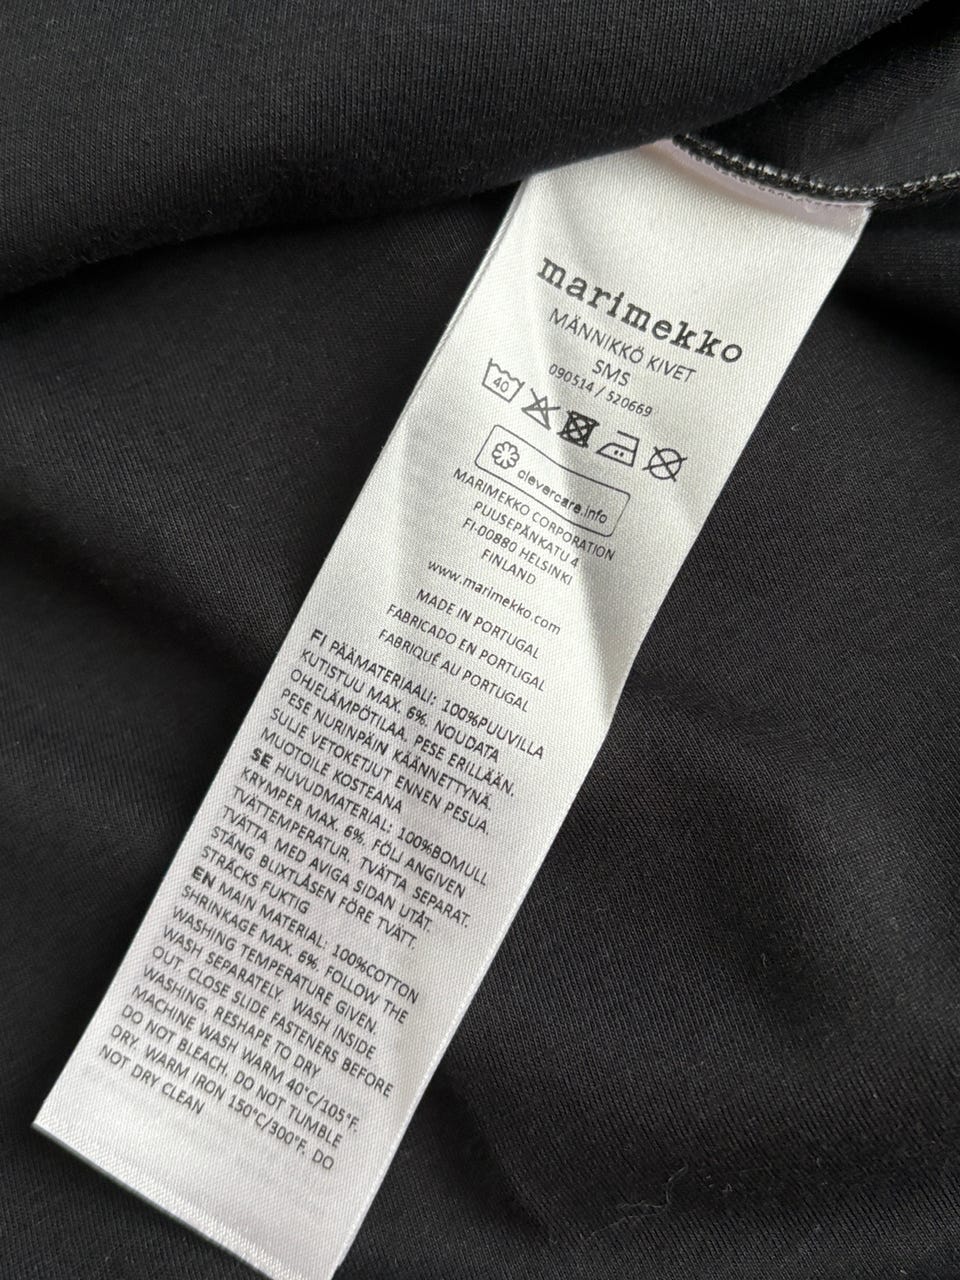 marimekko
MÄNNIKKÖ KIVET
SMS
090514 / 520669
40
clevercare.info
MARIMEKKO CORPORATION
PUUSEPÄNKATU 4
FI-00880 HELSINKI
FINLAND
www.marimekko.com
MADE IN PORTUGAL
FABRICADO EN PORTUGAL
FABRIQUÉ AU PORTUGAL
FI PÄÄMATERIAALI: 100%PUUVILLA
KUTISTUU MAX. 6%. NOUDATA
OHJELÄMPÖTILAA. PESE ERILLÄÄN.
PESE NURINPÄIN KÄÄNNETTYNÄ.
SULJE VETOKETJUT ENNEN PESUA.
MUOTOILE KOSTEANA
SE HUVUDMATERIAL: 100%BOMULL
KRYMPER MAX. 6%. FÖLJ ANGIVEN
TVÄTTEMPERATUR. TVÄTTA SEPARAT.
TVÄTTA MED AVIGA SIDAN UTÅT.
STÄNG BLIXTLÅSEN FÖRE TVÄTT.
STRÄCKS FUKTIG
EN MAIN MATERIAL: 100%COTTON
SHRINKAGE MAX. 6%. FOLLOW THE
WASHING TEMPERATURE GIVEN.
WASH SEPARATELY. WASH INSIDE
OUT. CLOSE SLIDE FASTENERS BEFORE
WASHING. RESHAPE TO DRY
MACHINE WASH WARM 40°C/105°F.
DO NOT BLEACH. DO NOT TUMBLE
DRY. WARM IRON 150°C/300°F. DO
NOT DRY CLEAN